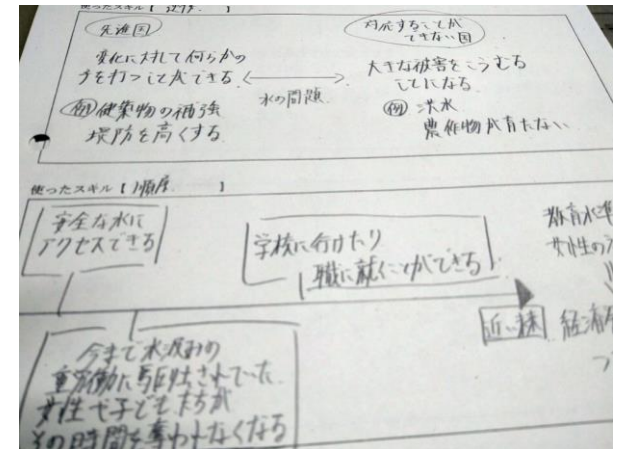 使ったスキル【 】
先進国
変化に対して何らかの
手を打つことができる
例 建築物の補強
堤防を高くする
水の問題
対応することが
できない国
大きな被害をこうむる
ことになる
例 洪水
農作物が育たない
使ったスキル【 順序 】
安全な水に
アクセスできる
学校に行けたり
職に就くことができる
教育水準
女性の
近い未来
経済
今まで水汲みの
重労働に駆り出されていた
女性や子どもたちが
その時間を奪われなくなる